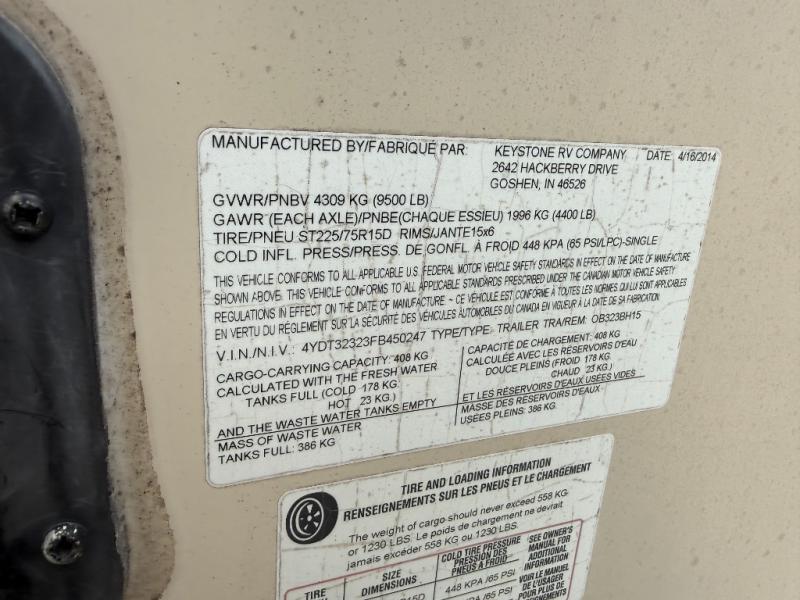 MANUFACTURED BY/FABRIQUÉ PAR: KEYSTONE RV COMPANY DATE: 4/16/2014
2642 HACKBERRY DRIVE
GOSHEN, IN 46526
GVWR/PNBV 4309 KG (9500 LB)
GAWR (EACH AXLE)/PNBE(CHAQUE ESSIEU) 1996 KG (4400 LB)
TIRE/PNEU ST225/75R15D RIMS/JANTE15x6
COLD INFL. PRESS/PRESS. DE GONFL. À FROID 448 KPA (65 PSI/LPC)-SINGLE
THIS VEHICLE CONFORMS TO ALL APPLICABLE U.S. FEDERAL MOTOR VEHICLE SAFETY STANDARDS IN EFFECT ON THE DATE OF MANUFACTURE
SHOWN ABOVE. THIS VEHICLE CONFORMS TO ALL APPLICABLE STANDARDS PRESCRIBED UNDER THE CANADIAN MOTOR VEHICLE SAFETY
REGULATIONS IN EFFECT ON THE DATE OF MANUFACTURE ~ CE VÉHICULE EST CONFORME À TOUTES LES NORMES QUI LUI SONT
EN VERTU DU RÈGLEMENT SUR LA SÉCURITÉ DES VÉHICULES AUTOMOBILES DU CANADA EN VIGUEUR À LA DATE DE SA FABRICATION
V.I.N./N.I.V.: 4YDT32323FB450247 TYPE/TYPE: TRAILER TRA/REM: OB323BH15
CARGO-CARRYING CAPACITY: 408 KG
CALCULATED WITH THE FRESH WATER
TANKS FULL (COLD 178 KG.
HOT 23 KG.)
AND THE WASTE WATER TANKS EMPTY
MASS OF WASTE WATER
TANKS FULL: 386 KG
CAPACITÉ DE CHARGEMENT: 408 KG
CALCULÉE AVEC LES RÉSERVOIRS D'EAU
DOUCE PLEINS (FROID 178 KG.
CHAUD 23 KG.)
ET LES RÉSERVOIRS D'EAUX USÉES VIDES
MASSE DES RÉSERVOIRS D'EAUX
USÉES PLEINS: 386 KG.
TIRE AND LOADING INFORMATION
RENSEIGNEMENTS SUR LES PNEUS ET LE CHARGEMENT
The weight of cargo should never exceed 558 KG.
or 1230 LBS. Le poids de chargement ne devrait
jamais excéder 558 KG ou 1230 LBS.
TIRE
SIZE
DIMENSIONS
COLD TIRE PRESSURE
PRESSION DES
PNEUS A FROID
SEE OWNER'S
MANUAL FOR
ADDITIONAL
INFORMATION
VOIR LE MANUEL
DE L'USAGER
POUR PLUS DE
448 KPA /65 PSI
KPA /65 PSI